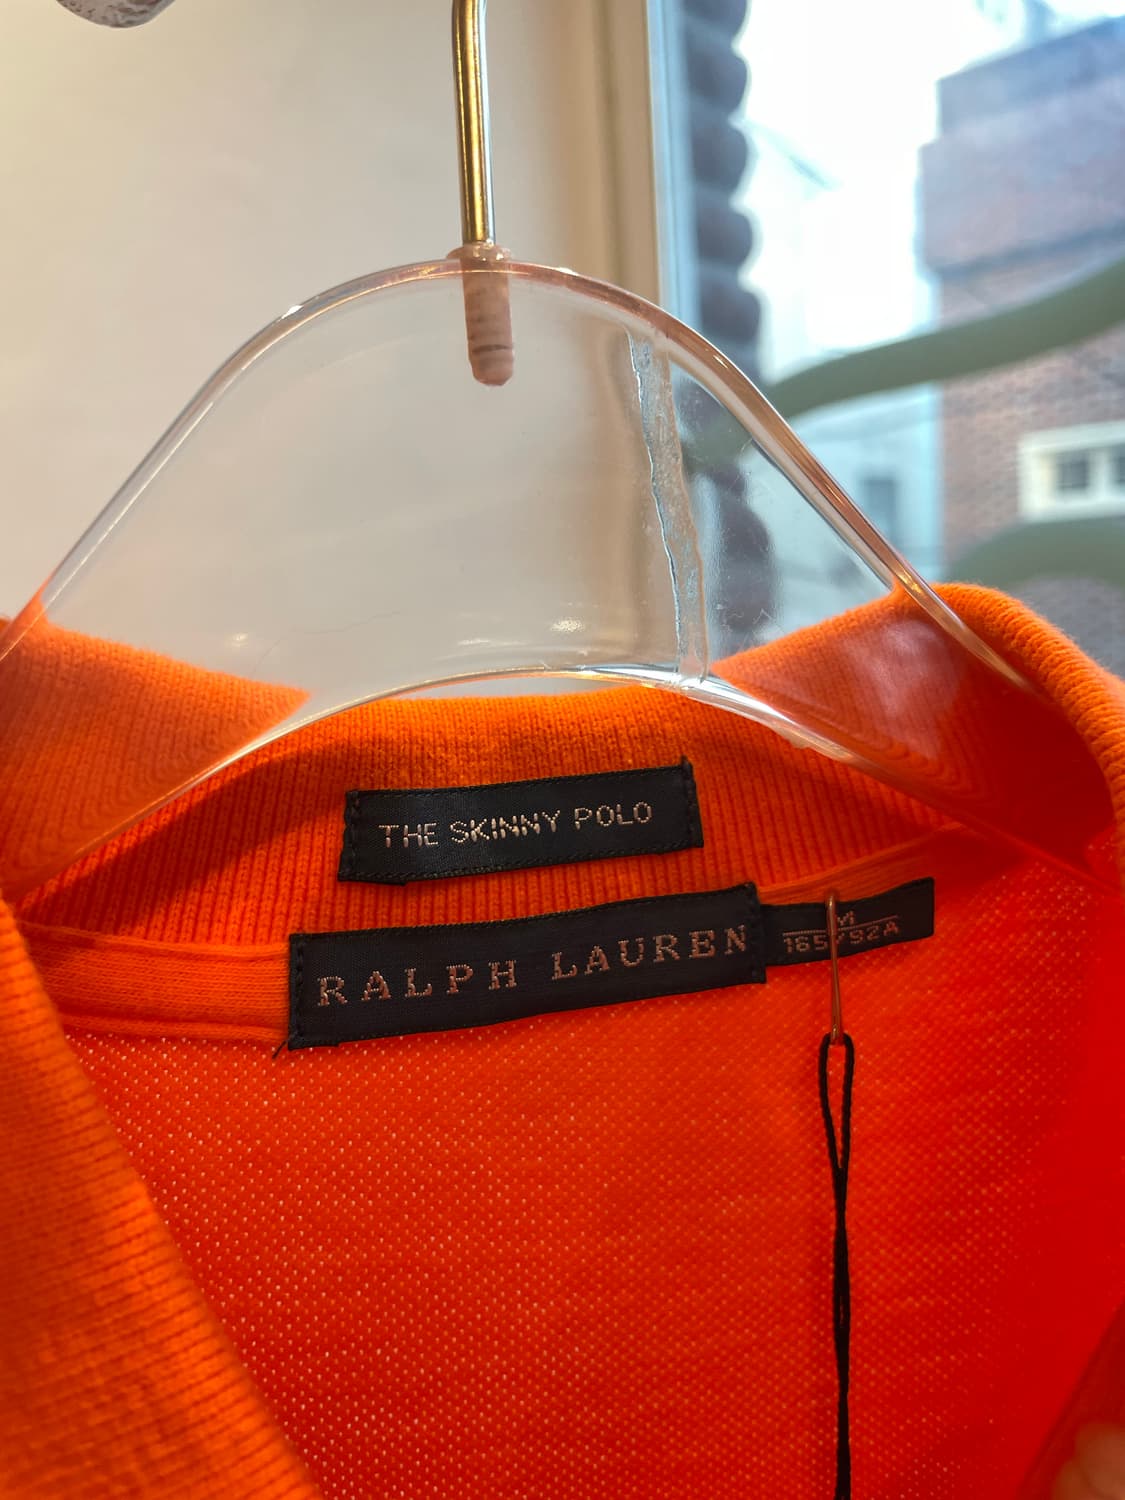 THE SKINNY POLO
RALPH LAUREN
M
165/92A